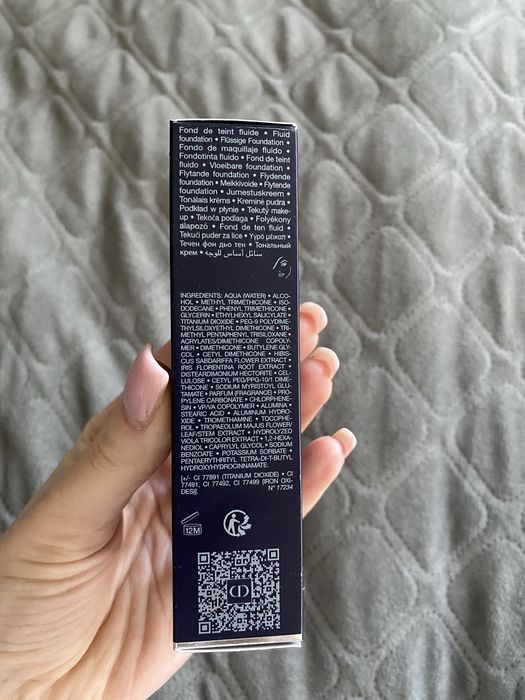 Fond de teint fluide • Fluid
foundation • Flüssige Foundation •
Fondo de maquillaje fluido •
Fondotinta fluido • Fond de teint
fluido • Vloeibare foundation •
Flytande foundation • Flydende
foundation • Meikkivoide • Flytende
foundation • Jumestuskreem •
Tonālais krēms • Kreminė pudra •
Podkład w płynie • Tekutý make-
up • Tekoča podlaga • Folyékony
alapozó • Fond de ten fluid •
Tekući puder za lice • Υγρό μέικαπ •
Течен фон дьо тен • Тональный
крем • سائل أساس للوجه
INGREDIENTS: AQUA (WATER) • ALCO-
HOL • METHYL TRIMETHICONE • ISO-
DODECANE • PHENYL TRIMETHICONE •
GLYCERIN • ETHYLHEXYL SALICYLATE •
TITANIUM DIOXIDE • PEG-9 POLYDIME-
THYLSILOXYETHYL DIMETHICONE • TRI-
METHYL PENTAPHENYL TRISILOXANE •
ACRYLATES/DIMETHICONE COPOLY-
MER • DIMETHICONE • BUTYLENE GLY-
COL • CETYL DIMETHICONE • HIBIS-
CUS SABDARIFFA FLOWER EXTRACT •
IRIS FLORENTINA ROOT EXTRACT •
DISTEARDIMONIUM HECTORITE • CEL-
LULOSE • CETYL PEG/PPG-10/1 DIME-
THICONE • SODIUM MYRISTOYL GLU-
TAMATE • PARFUM (FRAGRANCE) • PRO-
PYLENE CARBONATE • CHLORPHENE-
SIN • VP/VA COPOLYMER • ALUMINA •
STEARIC ACID • ALUMINUM HYDRO-
XIDE • TROMETHAMINE • TOCOPHE-
ROL • TROPAEOLUM MAJUS FLOWER/
LEAF/STEM EXTRACT • HYDROLYZED
VIOLA TRICOLOR EXTRACT • 1,2-HEXA-
NEDIOL • CAPRYLYL GLYCOL • SODIUM
BENZOATE • POTASSIUM SORBATE •
PENTAERYTHRITYL TETRA-DI-T-BUTYL
HYDROXYHYDROCINNAMATE.
[+/- CI 77891 (TITANIUM DIOXIDE) • CI
77491, CI 77492, CI 77499 (IRON OXI-
DES)].
N° 17234
12M
CD